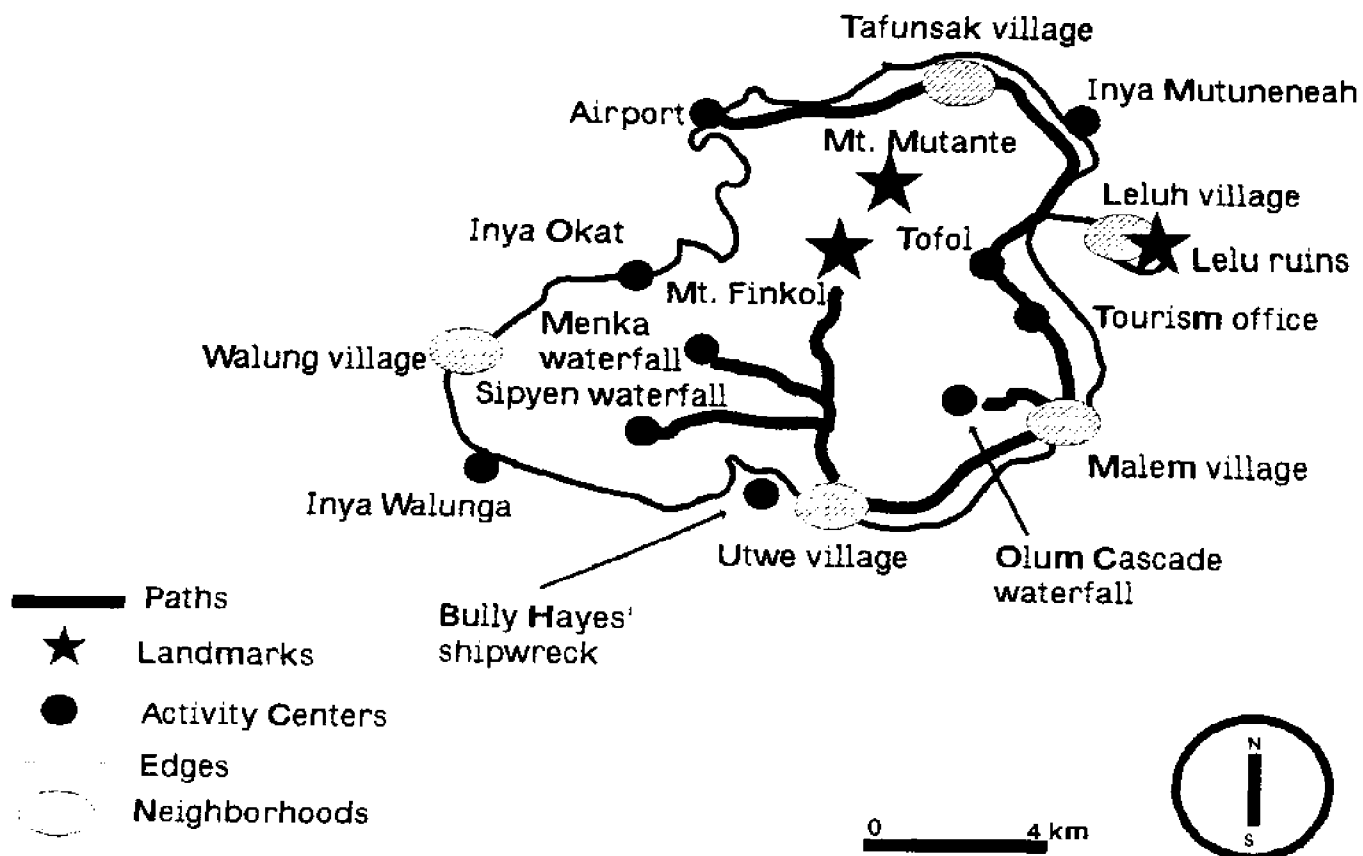 Tafunsak village
Airport
Inya Mutuneneah
Mt. Mutante
Leluh village
Inya Okat
Tofol
Lelu ruins
Mt. Finkol
Menka
waterfall
Tourism office
Walung village
Sipyen waterfall
Malem village
Inya Walunga
Utwe village
Olum Cascade
waterfall
Bully Hayes'
shipwreck
Paths
Landmarks
Activity Centers
Edges
Neighborhoods
0 4 km
N
S